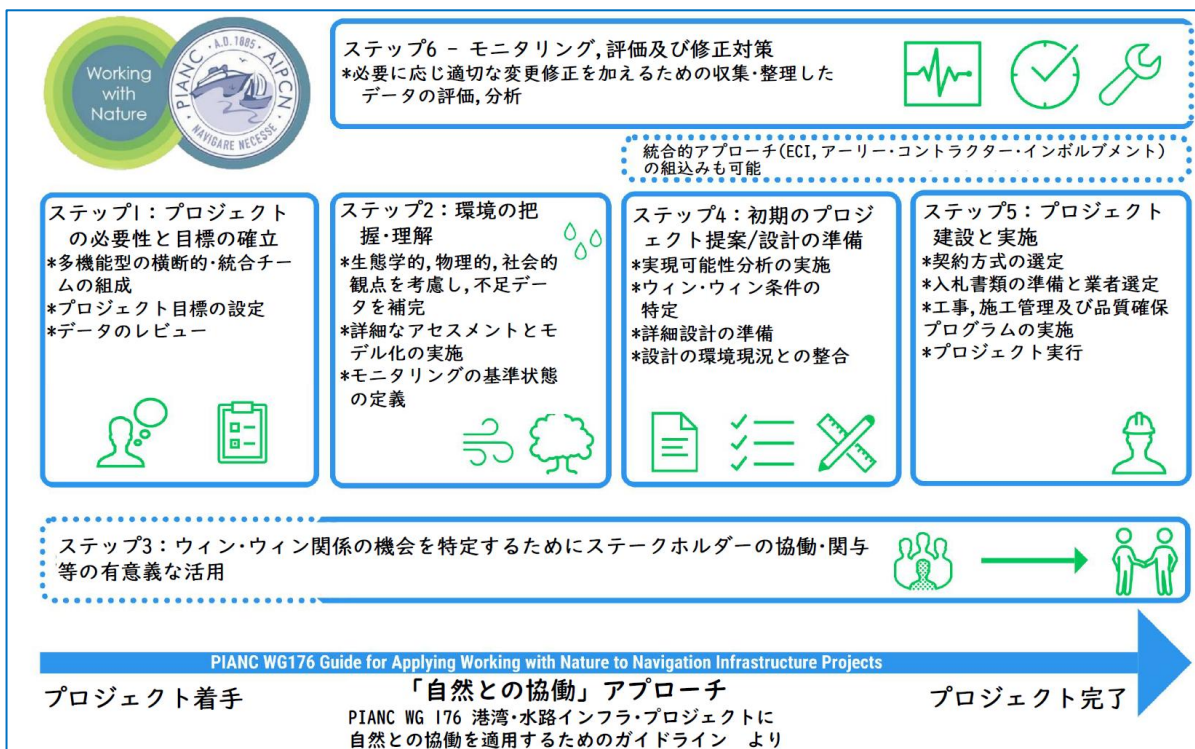 Working
with
Nature
PIANC · A.D. 1885 · AIPCN
NAVIGARE NECESSE
ステップ6 - モニタリング,評価及び修正対策
*必要に応じ適切な変更修正を加えるための収集・整理した
データの評価,分析
統合的アプローチ(ECI,アーリー・コントラクター・インボルブメント)
の組込みも可能
ステップ1:プロジェクト
の必要性と目標の確立
*多機能型の横断的・統合チー
ムの組成
*プロジェクト目標の設定
*データのレビュー
ステップ2:環境の把
握・理解
*生態学的,物理的,社会的
観点を考慮し,不足デー
タを補完
*詳細なアセスメントとモ
デル化の実施
*モニタリングの基準状態
の定義
ステップ4:初期のプロジ
ェクト提案/設計の準備
*実現可能性分析の実施
*ウィン・ウィン条件の
特定
*詳細設計の準備
*設計の環境現況との整合
ステップ5:プロジェクト
建設と実施
*契約方式の選定
*入札書類の準備と業者選定
*工事,施工管理及び品質確保
プログラムの実施
*プロジェクト実行
ステップ3:ウィン・ウィン関係の機会を特定するためにステークホルダーの協働・関与
等の有意義な活用
PIANC WG176 Guide for Applying Working with Nature to Navigation Infrastructure Projects
プロジェクト着手
「自然との協働」アプローチ
プロジェクト完了
PIANC WG 176 港湾・水路インフラ・プロジェクトに
自然との協働を適用するためのガイドライン より